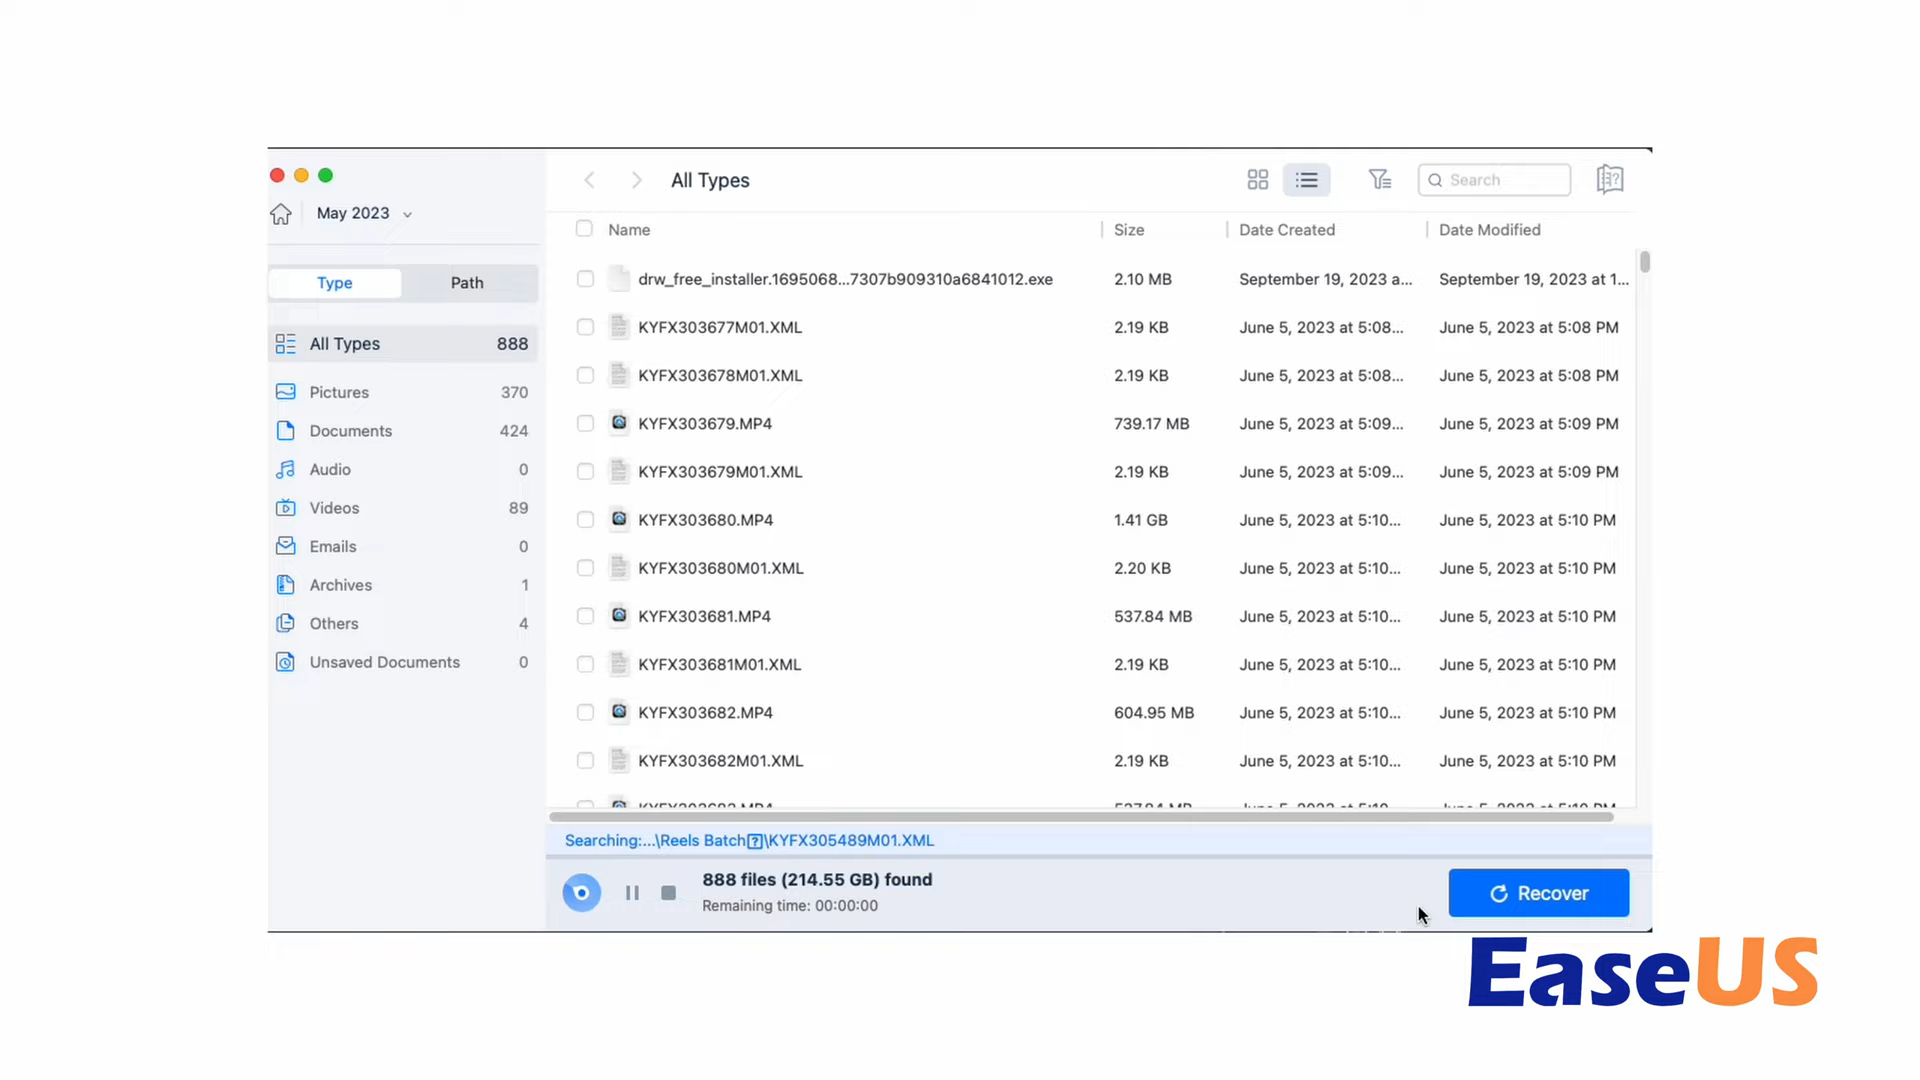 May 2023
All Types
Search
Type
Path
All Types 888
Pictures 370
Documents 424
Audio 0
Videos 89
Emails 0
Archives 1
Others 4
Unsaved Documents 0
Name Size Date Created Date Modified
drw_free_installer.1695068...7307b909310a6841012.exe 2.10 MB September 19, 2023 a... September 19, 2023 at 1...
KYFX303677M01.XML 2.19 KB June 5, 2023 at 5:08... June 5, 2023 at 5:08 PM
KYFX303678M01.XML 2.19 KB June 5, 2023 at 5:08... June 5, 2023 at 5:08 PM
KYFX303679.MP4 739.17 MB June 5, 2023 at 5:09... June 5, 2023 at 5:09 PM
KYFX303679M01.XML 2.19 KB June 5, 2023 at 5:09... June 5, 2023 at 5:09 PM
KYFX303680.MP4 1.41 GB June 5, 2023 at 5:10... June 5, 2023 at 5:10 PM
KYFX303680M01.XML 2.20 KB June 5, 2023 at 5:10... June 5, 2023 at 5:10 PM
KYFX303681.MP4 537.84 MB June 5, 2023 at 5:10... June 5, 2023 at 5:10 PM
KYFX303681M01.XML 2.19 KB June 5, 2023 at 5:10... June 5, 2023 at 5:10 PM
KYFX303682.MP4 604.95 MB June 5, 2023 at 5:10... June 5, 2023 at 5:10 PM
KYFX303682M01.XML 2.19 KB June 5, 2023 at 5:10... June 5, 2023 at 5:10 PM
Searching:...\Reels Batch⍰\KYFX305489M01.XML
888 files (214.55 GB) found
Remaining time: 00:00:00
Recover
EaseUS